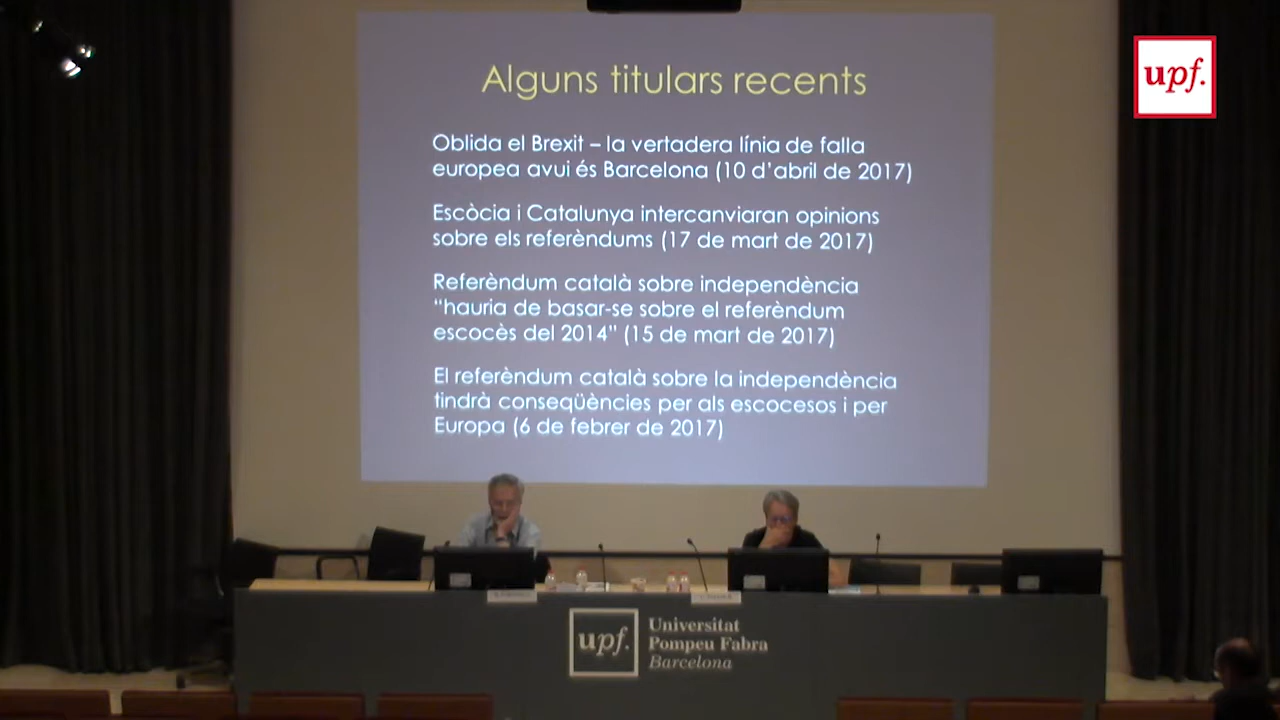 Alguns titulars recents
upf.
Oblida el Brexit – la vertadera línia de falla
europea avui és Barcelona (10 d’abril de 2017)
Escòcia i Catalunya intercanviaran opinions
sobre els referèndums (17 de mart de 2017)
Referèndum català sobre independència
“hauria de basar-se sobre el referèndum
escocès del 2014” (15 de mart de 2017)
El referèndum català sobre la independència
tindrà conseqüències per als escocesos i per
Europa (6 de febrer de 2017)
upf.
Universitat
Pompeu Fabra
Barcelona